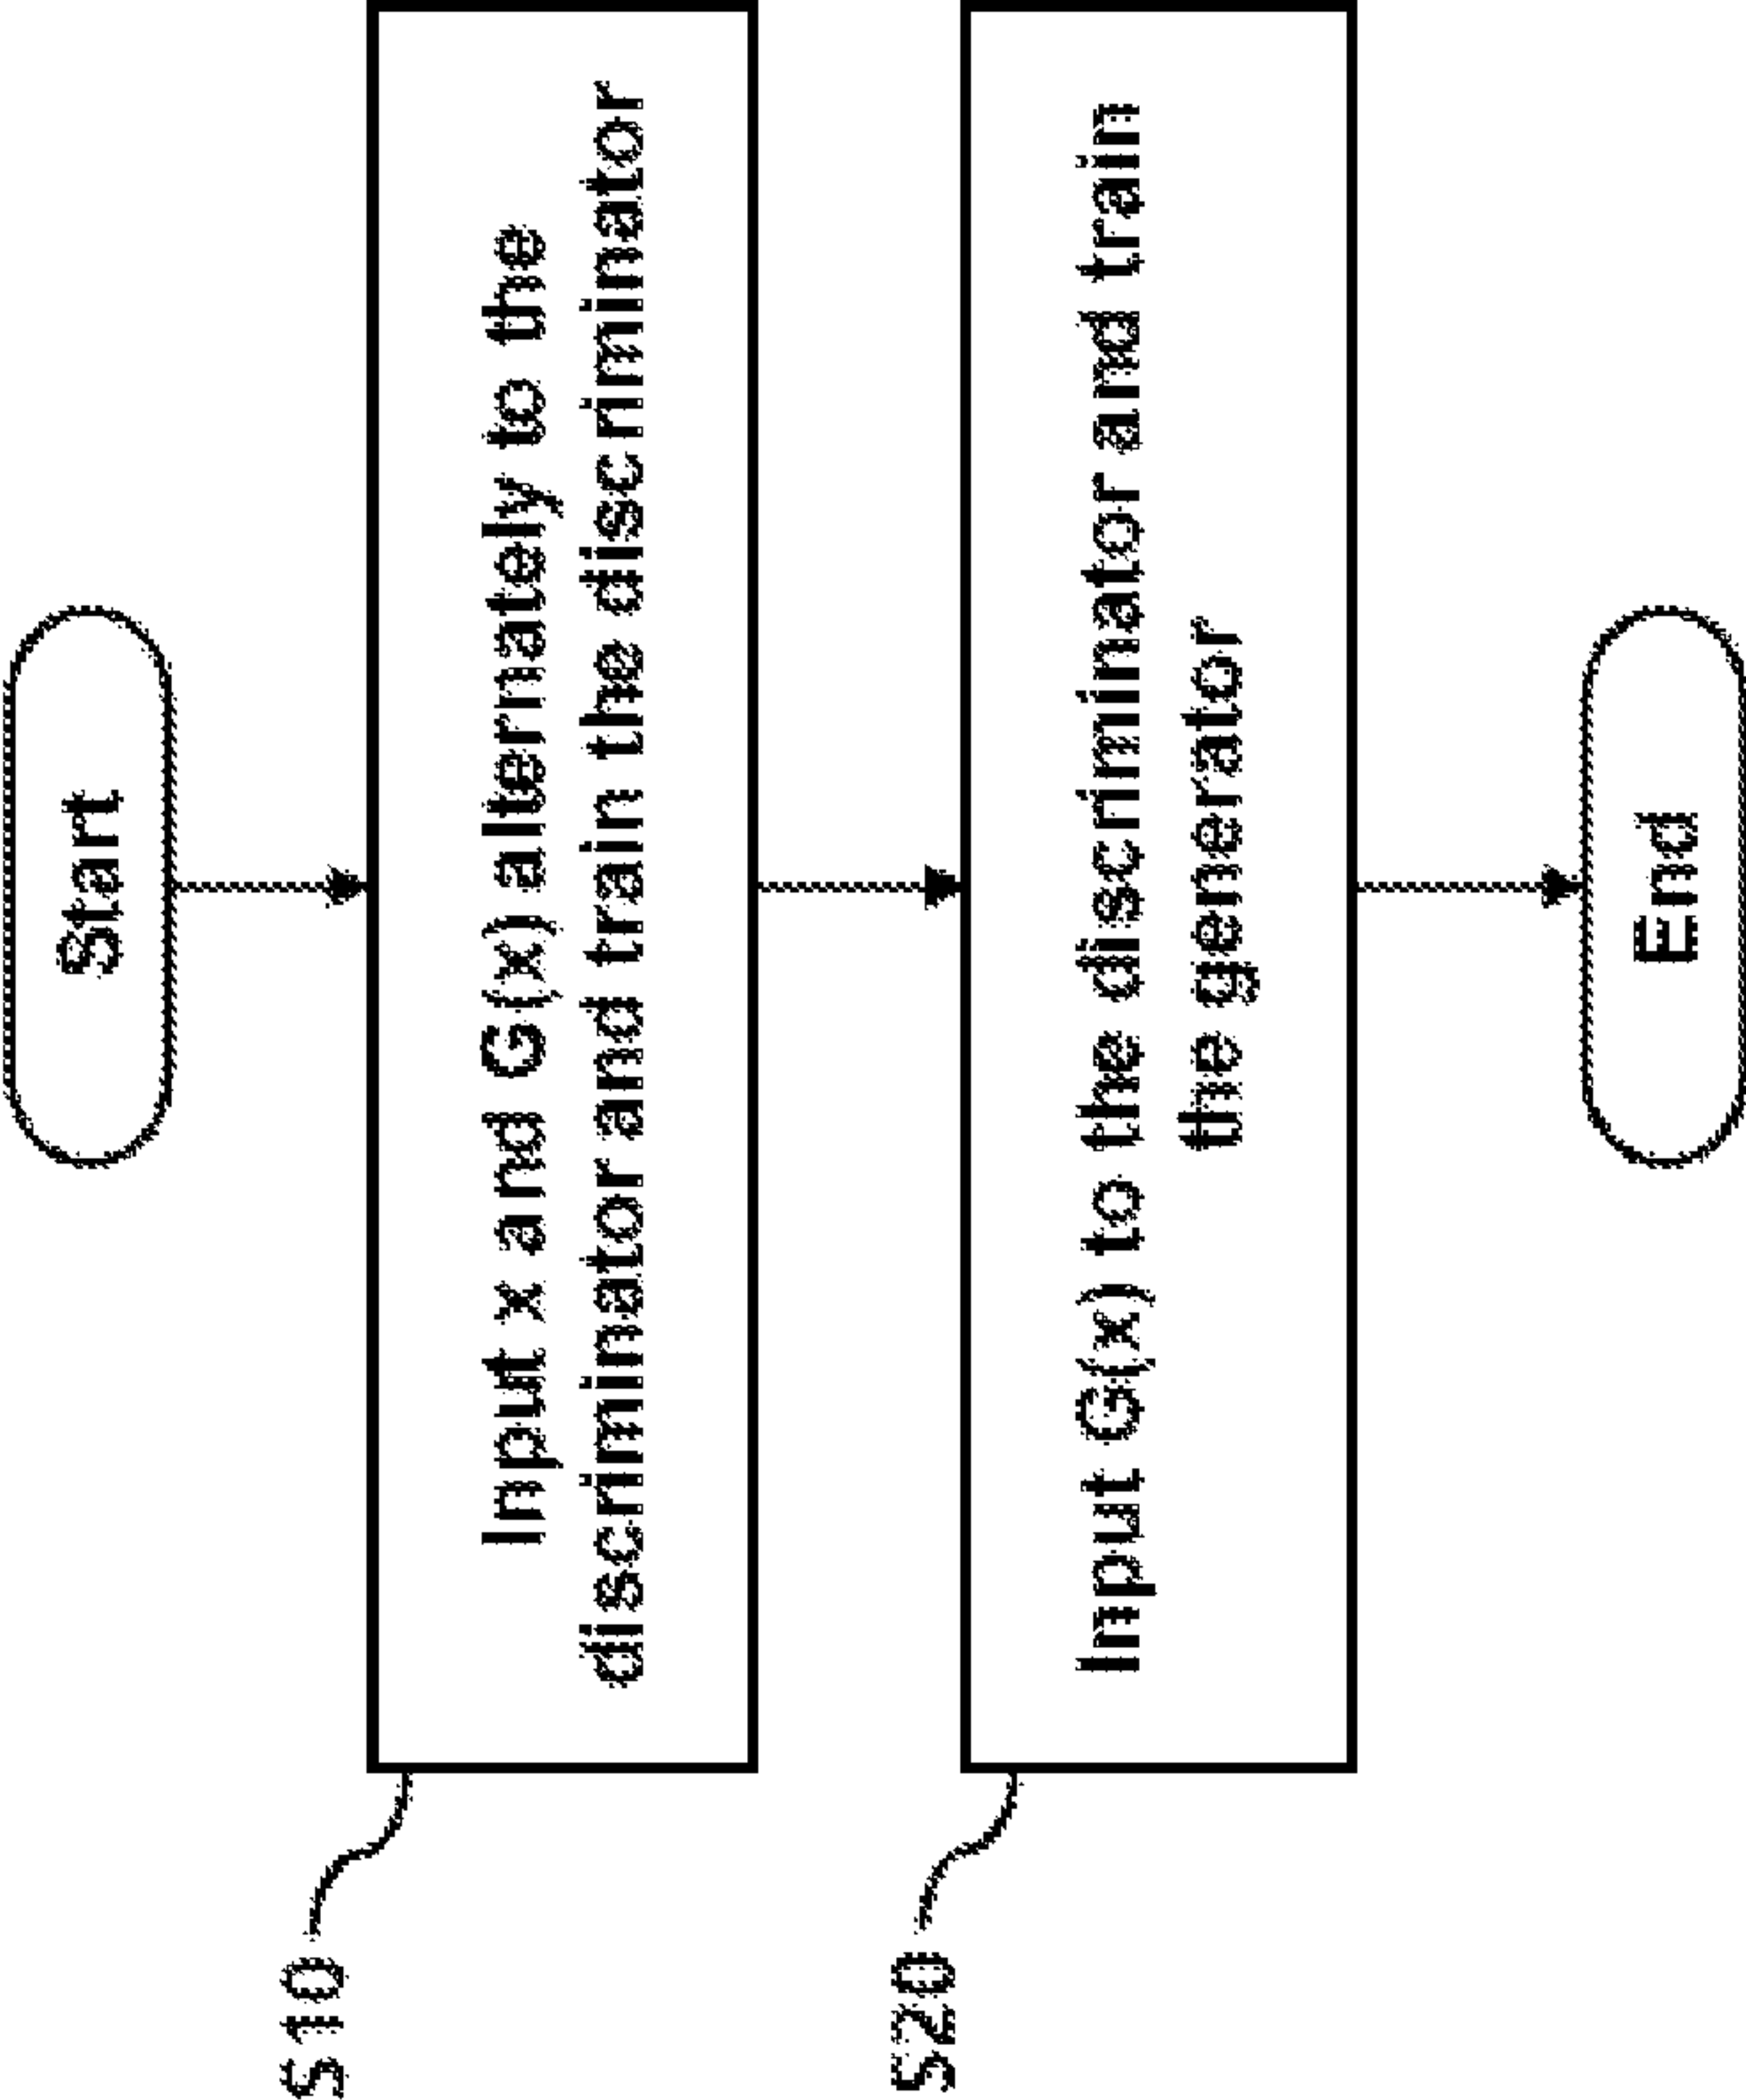 Start
S10
Input x and G(x) alternately to the
discriminator and train the discriminator
S20
Input G(x) to the discriminator and train
the generator
End